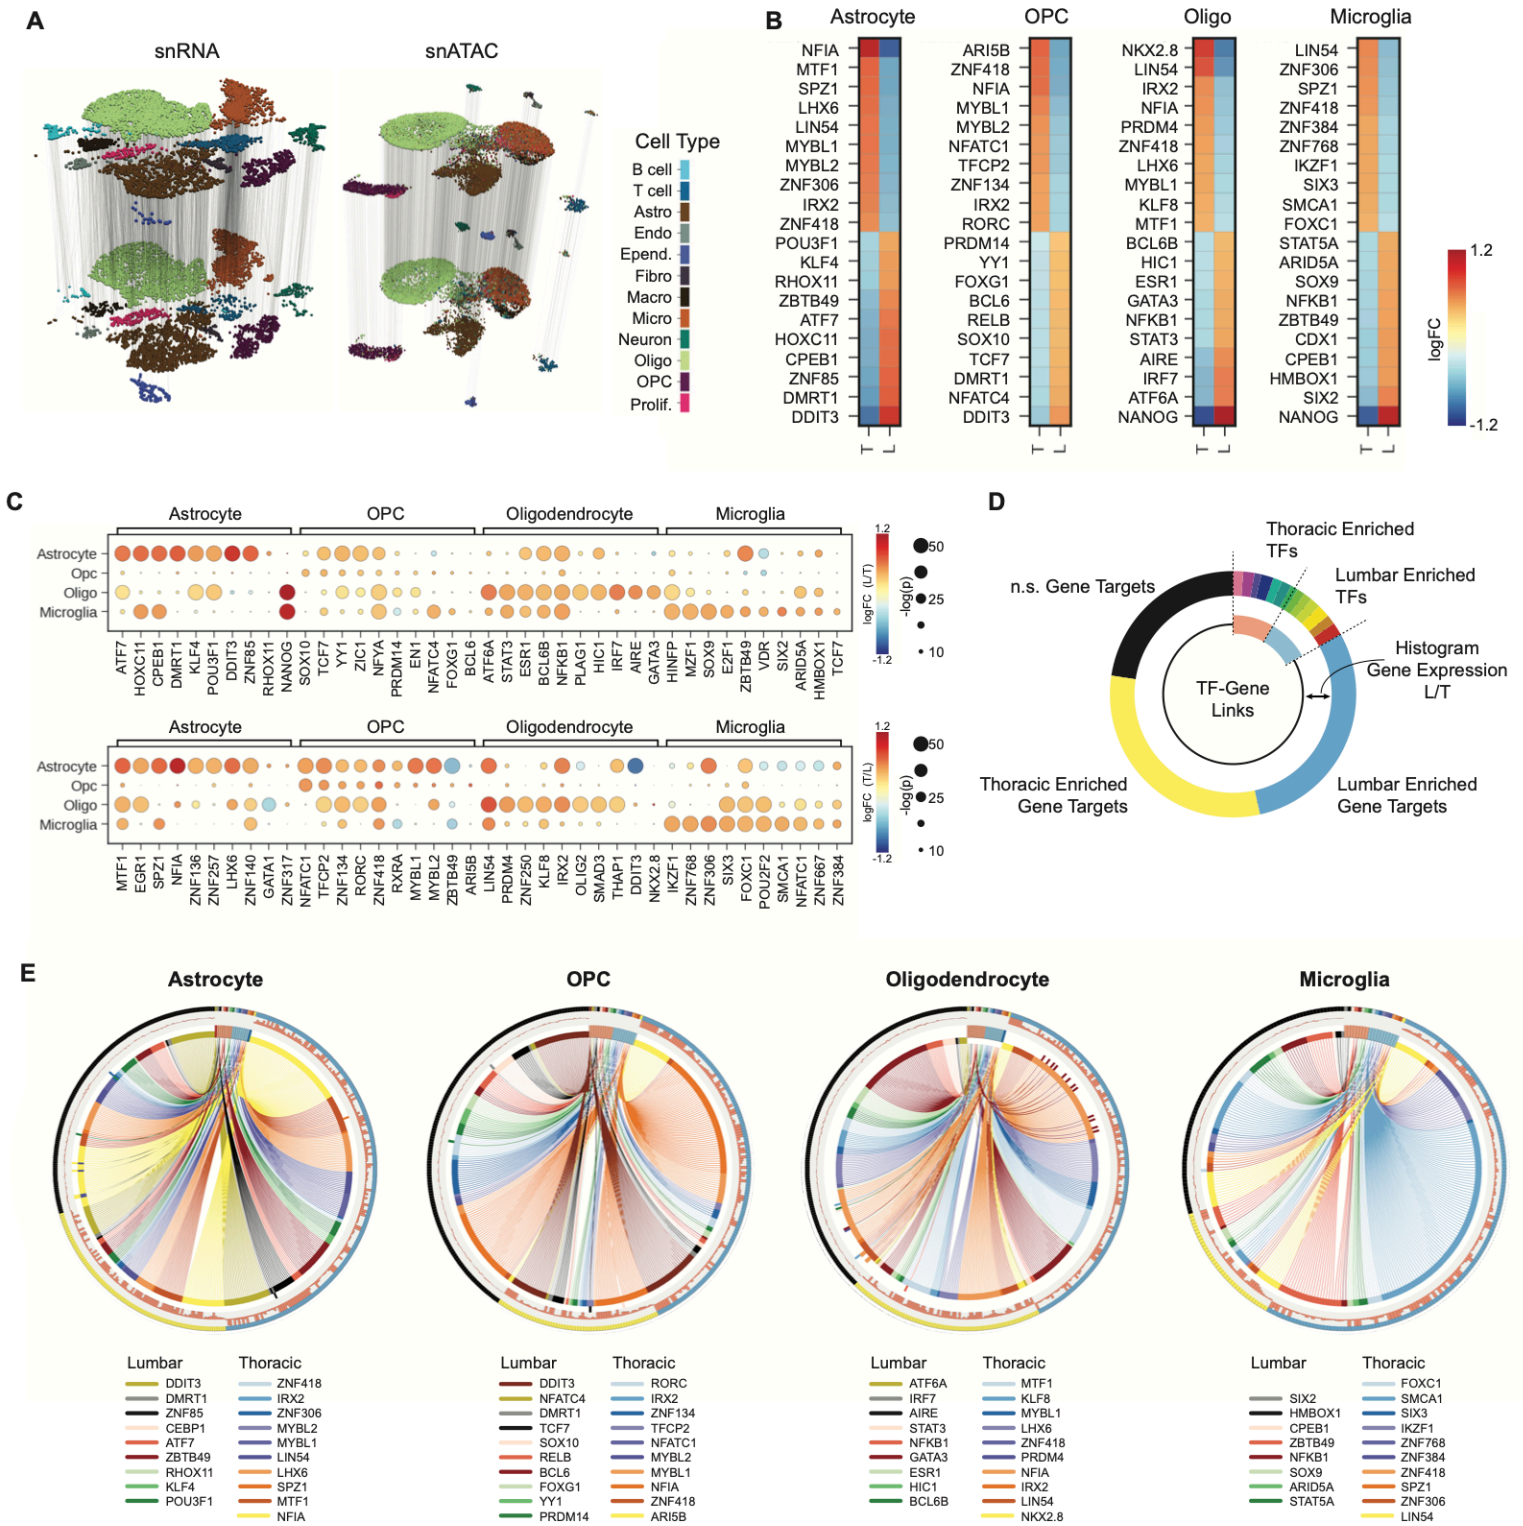 A
snRNA
snATAC
Cell Type
B cell
T cell
Astro
Endo
Epend.
Fibro
Macro
Micro
Neuron
Oligo
OPC
Prolif.
B
Astrocyte
NFIA
MTF1
SPZ1
LHX6
LIN54
MYBL1
MYBL2
ZNF306
IRX2
ZNF418
POU3F1
KLF4
RHOX11
ZBTB49
ATF7
HOXC11
CPEB1
ZNF85
DMRT1
DDIT3
T L
OPC
ARI5B
ZNF418
NFIA
MYBL1
MYBL2
NFATC1
TFCP2
ZNF134
IRX2
RORC
PRDM14
YY1
FOXG1
BCL6
RELB
SOX10
TCF7
DMRT1
NFATC4
DDIT3
T L
Oligo
NKX2.8
LIN54
IRX2
NFIA
PRDM4
ZNF418
LHX6
MYBL1
KLF8
MTF1
BCL6B
HIC1
ESR1
GATA3
NFKB1
STAT3
AIRE
IRF7
ATF6A
NANOG
T L
Microglia
LIN54
ZNF306
SPZ1
ZNF418
ZNF384
ZNF768
IKZF1
SIX3
SMCA1
FOXC1
STAT5A
ARID5A
SOX9
NFKB1
ZBTB49
CDX1
CPEB1
HMBOX1
SIX2
NANOG
T L
1.2
logFC
-1.2
C
Astrocyte OPC Oligodendrocyte Microglia
Astrocyte
Opc
Oligo
Microglia
ATF7 HOXC11 CPEB1 DMRT1 KLF4 POU3F1 DDIT3 ZNF85 RHOX11 NANOG SOX10 TCF7 YY1 ZIC1 NFYA PRDM14 EN1 NFATC4 FOXG1 BCL6 ATF6A STAT3 ESR1 BCL6B NFKB1 PLAG1 HIC1 IRF7 AIRE GATA3 HINFP MZF1 SOX9 E2F1 ZBTB49 VDR SIX2 ARID5A HMBOX1 TCF7
1.2
logFC (L/T)
-1.2
-log(p)
50
25
10
Astrocyte OPC Oligodendrocyte Microglia
Astrocyte
Opc
Oligo
Microglia
MTF1 EGR1 SPZ1 NFIA ZNF136 ZNF257 LHX6 ZNF140 GATA1 ZNF317 NFATC1 TFCP2 ZNF134 RORC ZNF418 RXRA MYBL1 MYBL2 ZBTB49 ARI5B LIN54 PRDM4 ZNF250 KLF8 IRX2 OLIG2 SMAD3 THAP1 DDIT3 NKX2.8 IKZF1 ZNF768 ZNF306 SIX3 FOXC1 POU2F2 SMCA1 NFATC1 ZNF667 ZNF384
1.2
logFC (T/L)
-1.2
-log(p)
50
25
10
D
Thoracic Enriched
TFs
n.s. Gene Targets
Lumbar Enriched
TFs
Histogram
Gene Expression
L/T
TF-Gene
Links
Thoracic Enriched
Gene Targets
Lumbar Enriched
Gene Targets
E
Astrocyte
OPC
Oligodendrocyte
Microglia
Lumbar
DDIT3
DMRT1
ZNF85
CEBP1
ATF7
ZBTB49
RHOX11
KLF4
POU3F1
Thoracic
ZNF418
IRX2
ZNF306
MYBL2
MYBL1
LIN54
LHX6
SPZ1
MTF1
NFIA
Lumbar
DDIT3
NFATC4
DMRT1
TCF7
SOX10
RELB
BCL6
FOXG1
YY1
PRDM14
Thoracic
RORC
IRX2
ZNF134
TFCP2
NFATC1
MYBL2
MYBL1
NFIA
ZNF418
ARI5B
Lumbar
ATF6A
IRF7
AIRE
STAT3
NFKB1
GATA3
ESR1
HIC1
BCL6B
Thoracic
MTF1
KLF8
MYBL1
LHX6
ZNF418
PRDM4
NFIA
IRX2
LIN54
NKX2.8
Lumbar
SIX2
HMBOX1
CPEB1
ZBTB49
NFKB1
SOX9
ARID5A
STAT5A
Thoracic
FOXC1
SMCA1
SIX3
IKZF1
ZNF768
ZNF384
ZNF418
SPZ1
ZNF306
LIN54